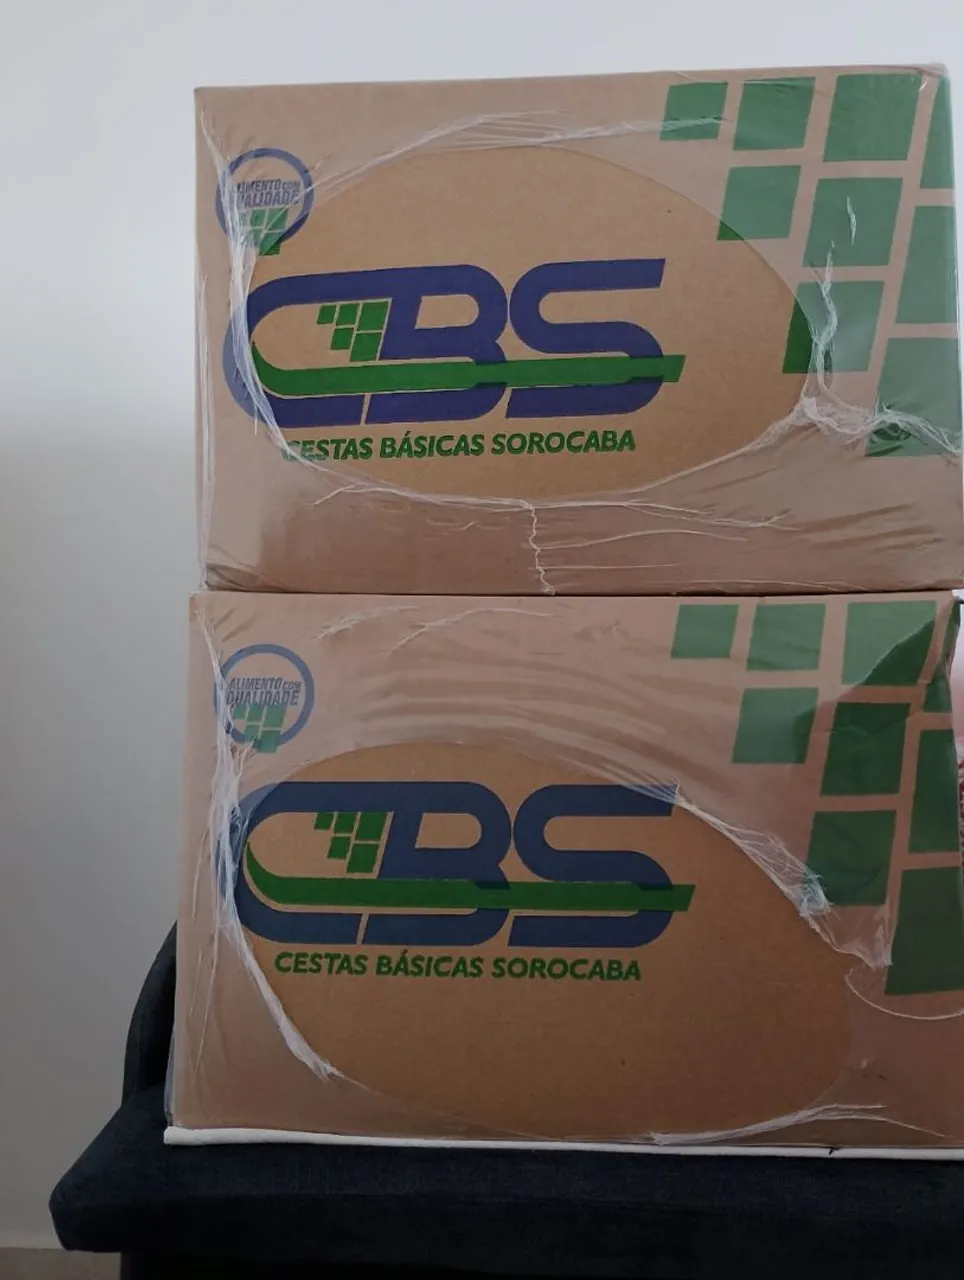 ALIMENTO COM
QUALIDADE
CBS
CESTAS BÁSICAS SOROCABA
ALIMENTO COM
QUALIDADE
CBS
CESTAS BÁSICAS SOROCABA